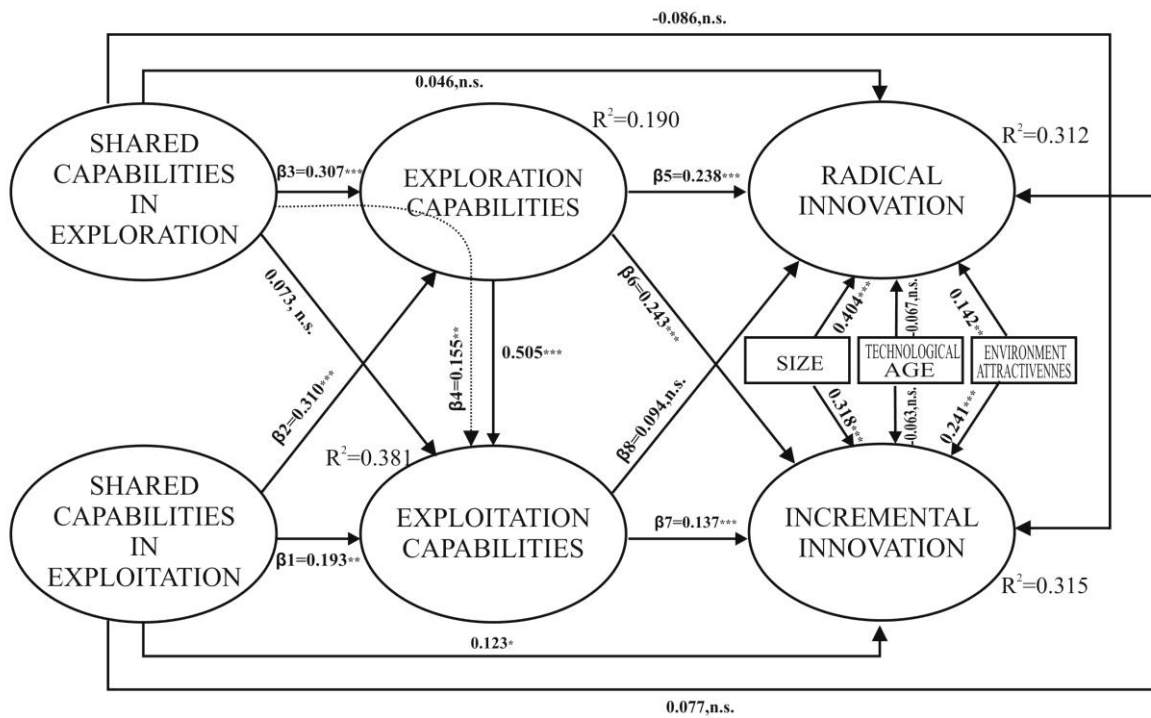 -0.086,n.s.
0.046,n.s.
SHARED
CAPABILITIES
IN
EXPLORATION
β3=0.307***
R²=0.190
EXPLORATION
CAPABILITIES
β5=0.238***
R²=0.312
RADICAL
INNOVATION
0.073, n.s.
β2=0.310***
β4=0.155**
0.505***
β6=0.243***
β8=0.094,n.s.
0.404***
-0.067,n.s.
0.142**
SIZE
TECHNOLOGICAL
AGE
ENVIRONMENT
ATTRACTIVENNES
0.318***
-0.063,n.s.
0.241***
SHARED
CAPABILITIES
IN
EXPLOITATION
β1=0.193**
R²=0.381
EXPLOITATION
CAPABILITIES
β7=0.137***
INCREMENTAL
INNOVATION
R²=0.315
0.123*
0.077,n.s.